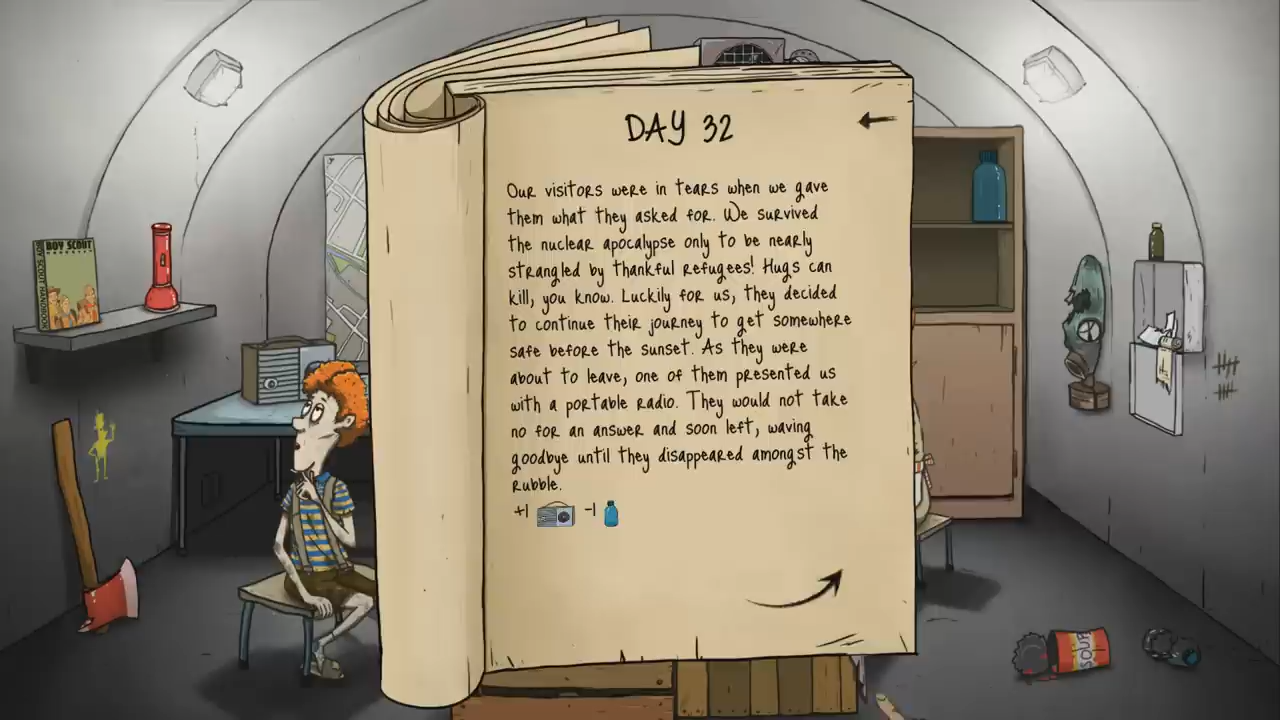 DAY 32
Our visitors were in tears when we gave
them what they asked for. We survived
the nuclear apocalypse only to be nearly
strangled by thankful refugees! Hugs can
kill, you know. Luckily for us, they decided
to continue their journey to get somewhere
safe before the sunset. As they were
about to leave, one of them presented us
with a portable radio. They would not take
no for an answer and soon left, waving
goodbye until they disappeared amongst the
rubble.
+1 -1
BOY SCOUT
BOY SCOUT HANDBOOK
SOUP